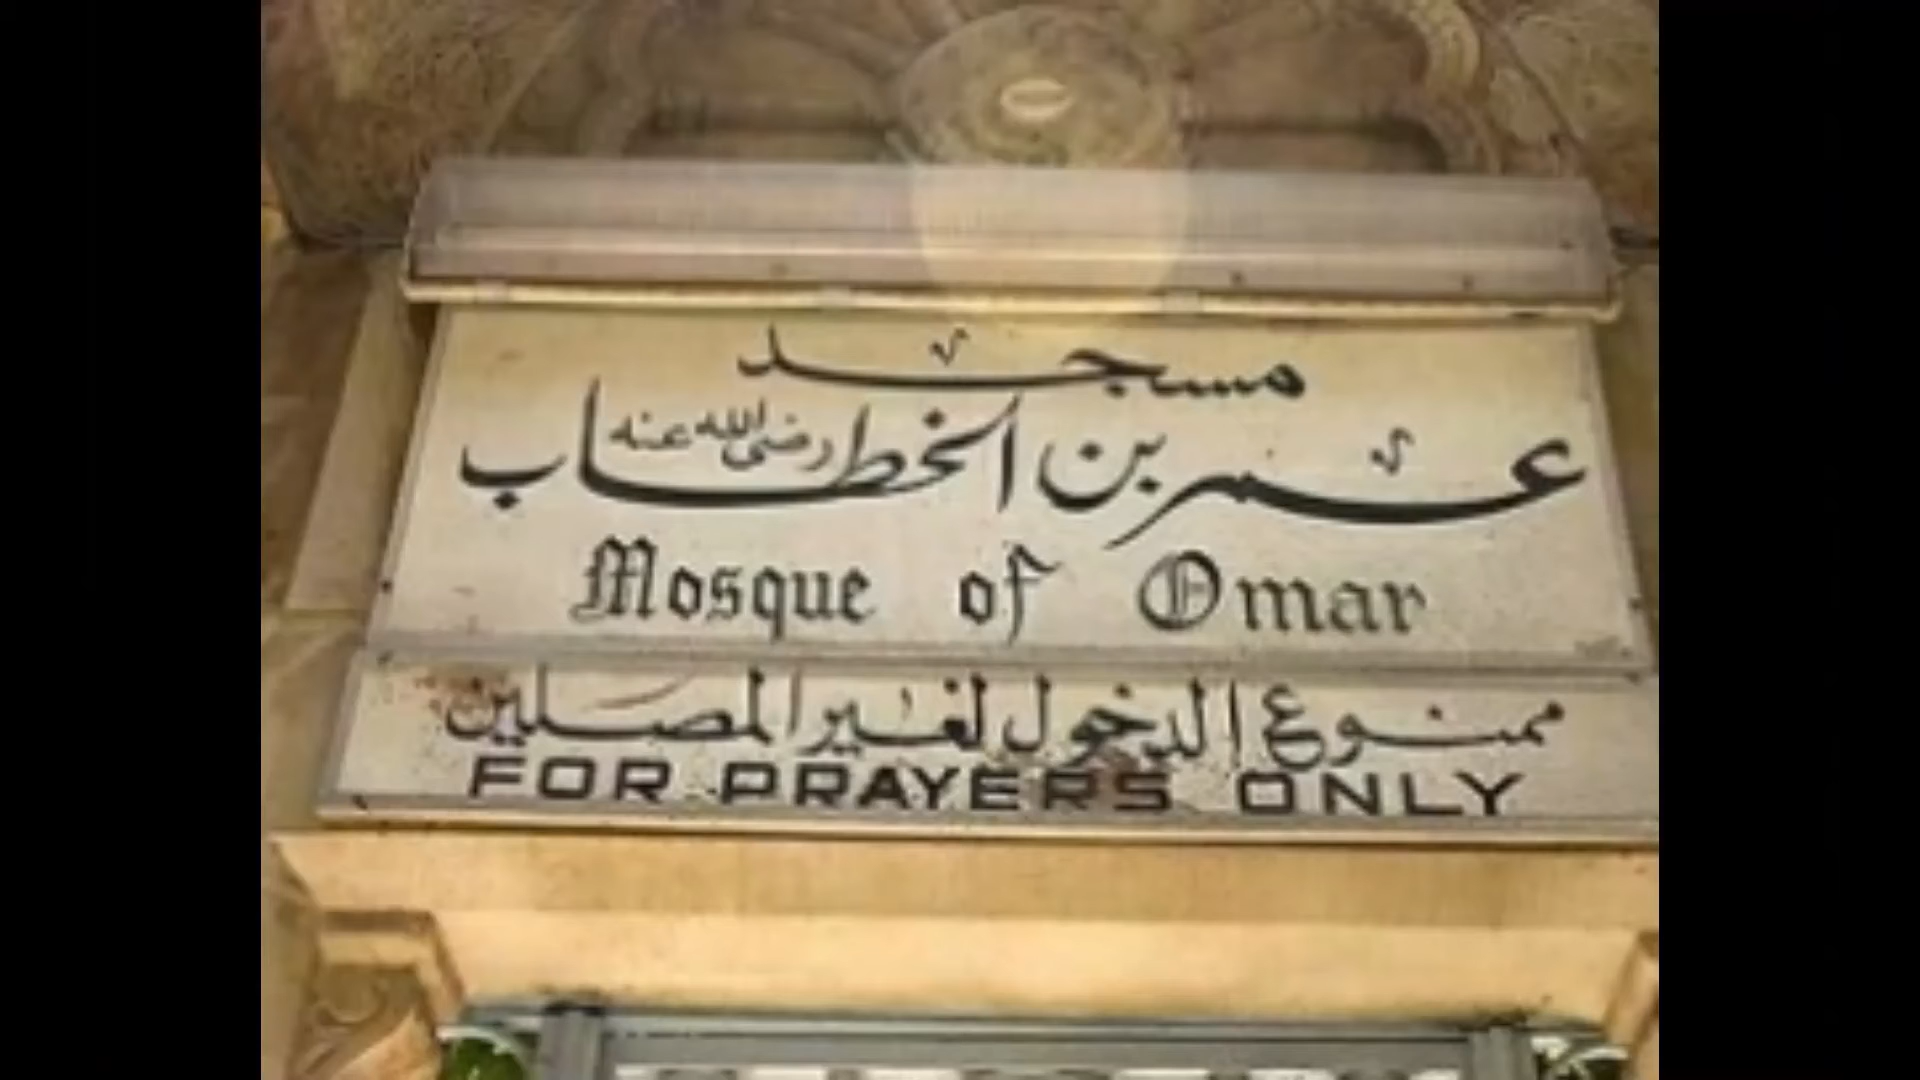 مسجد
عمر بن الخطاب رضي الله عنه
Mosque of Omar
ممنوع الدخول لغير المصلين
FOR PRAYERS ONLY